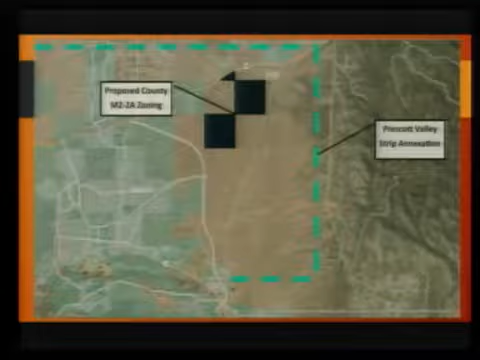 Proposed County
M2-2A Zoning
Prescott Valley
Strip Annexation